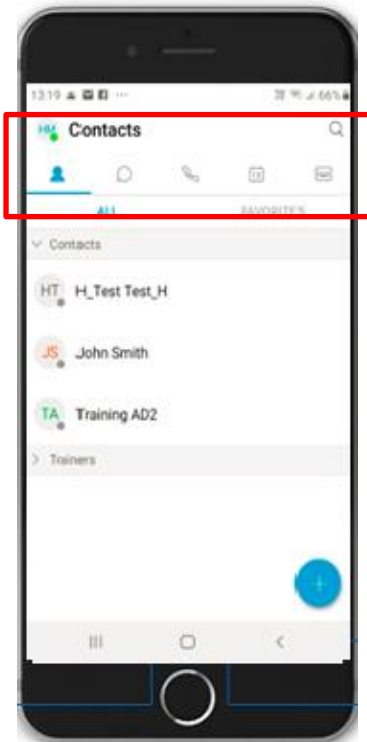 13:19 ... 66%
HM Contacts
ALL FAVORITES
Contacts
HT H_Test Test_H
JS John Smith
TA Training AD2
Trainers